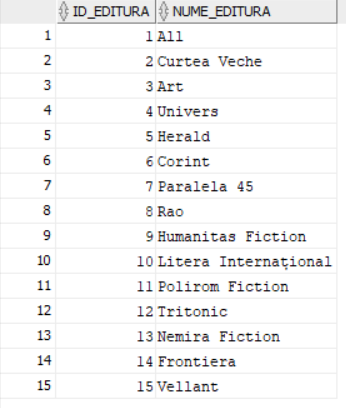 ID_EDITURA NUME_EDITURA
1 1 All
2 2 Curtea Veche
3 3 Art
4 4 Univers
5 5 Herald
6 6 Corint
7 7 Paralela 45
8 8 Rao
9 9 Humanitas Fiction
10 10 Litera Internaţional
11 11 Polirom Fiction
12 12 Tritonic
13 13 Nemira Fiction
14 14 Frontiera
15 15 Vellant